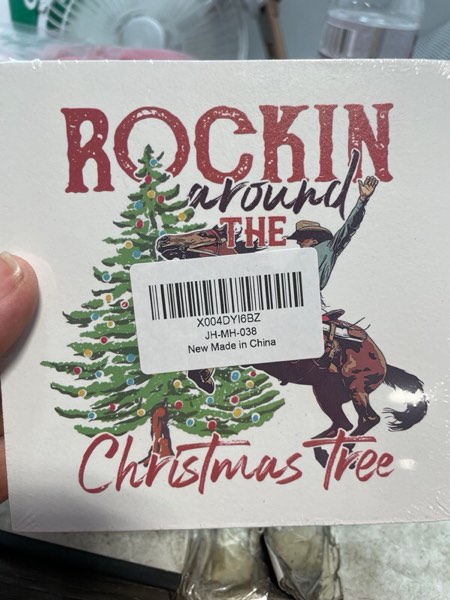 ROCKIN
around
THE
X004DYI6BZ
JH-MH-038
New Made in China
Christmas Tree